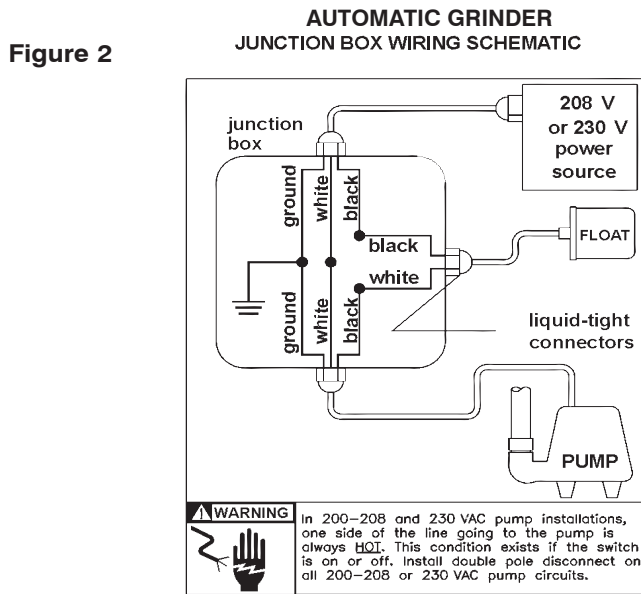 AUTOMATIC GRINDER
JUNCTION BOX WIRING SCHEMATIC
Figure 2
208 V
or 230 V
power
source
junction
box
ground
white
black
black
FLOAT
white
ground
white
black
liquid-tight
connectors
PUMP
WARNING
In 200-208 and 230 VAC pump installations,
one side of the line going to the pump is
always HOT. This condition exists if the switch
is on or off. Install double pole disconnect on
all 200-208 or 230 VAC pump circuits.